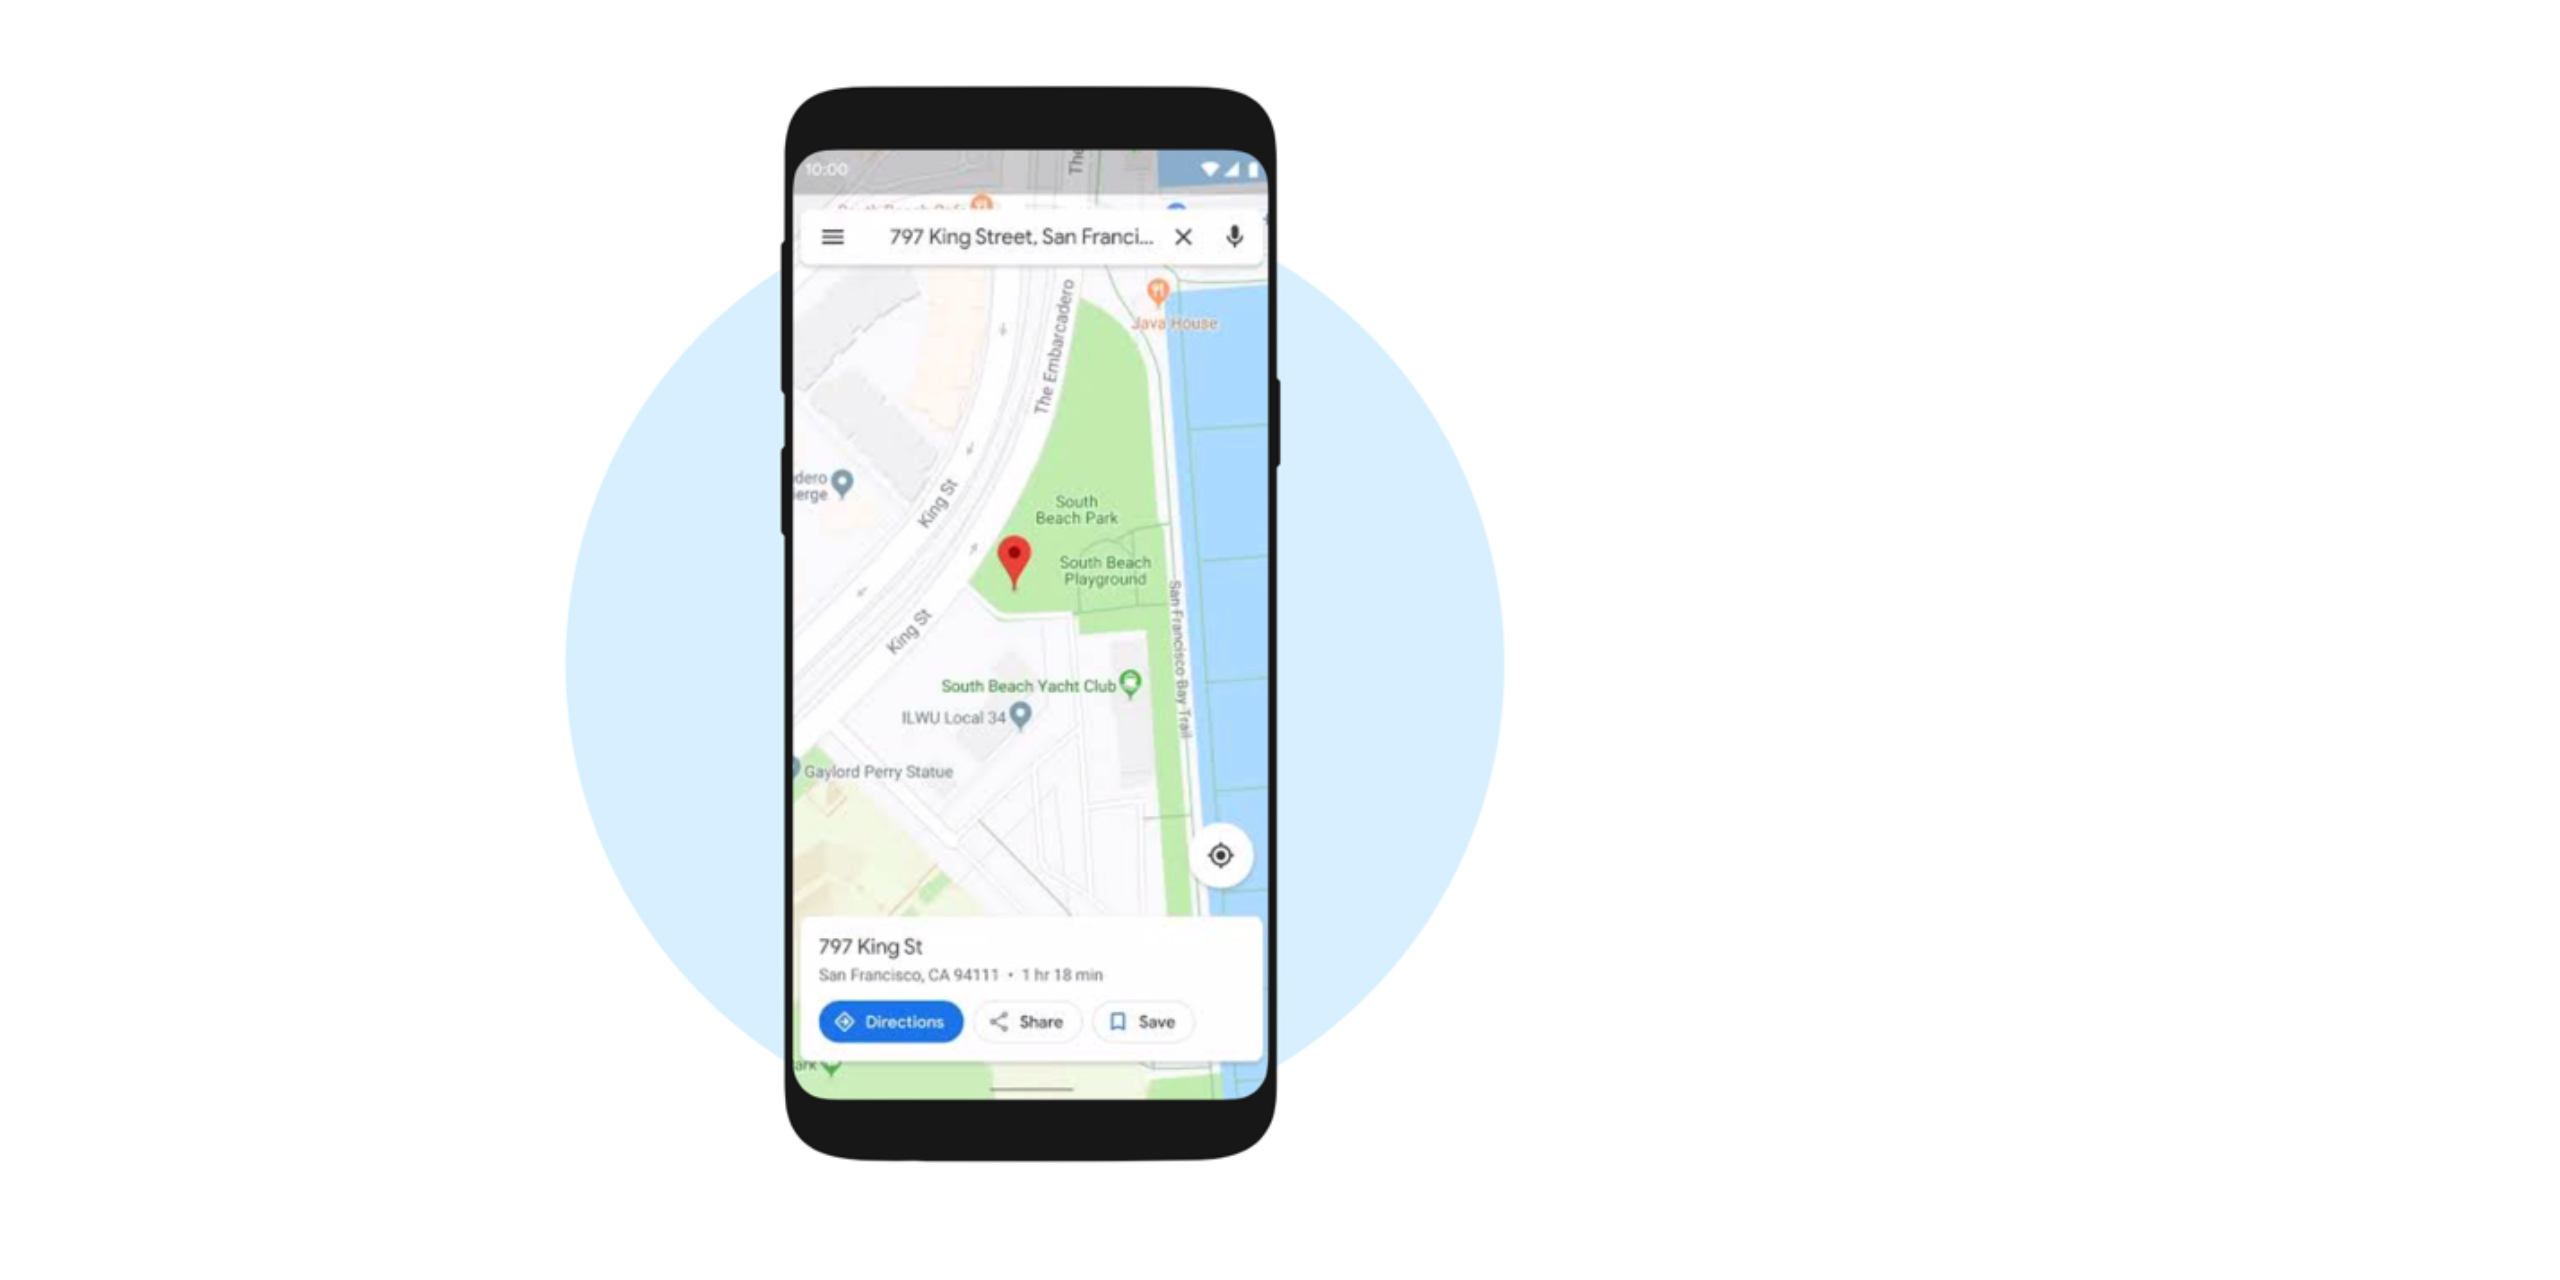 10:00
The
797 King Street, San Franci...
The Embarcadero
Java House
dero
erge
King St
South
Beach Park
South Beach
Playground
King St
San Francisco Bay Trail
South Beach Yacht Club
ILWU Local 34
Gaylord Perry Statue
797 King St
San Francisco, CA 94111 • 1 hr 18 min
Directions
Share
Save
ark